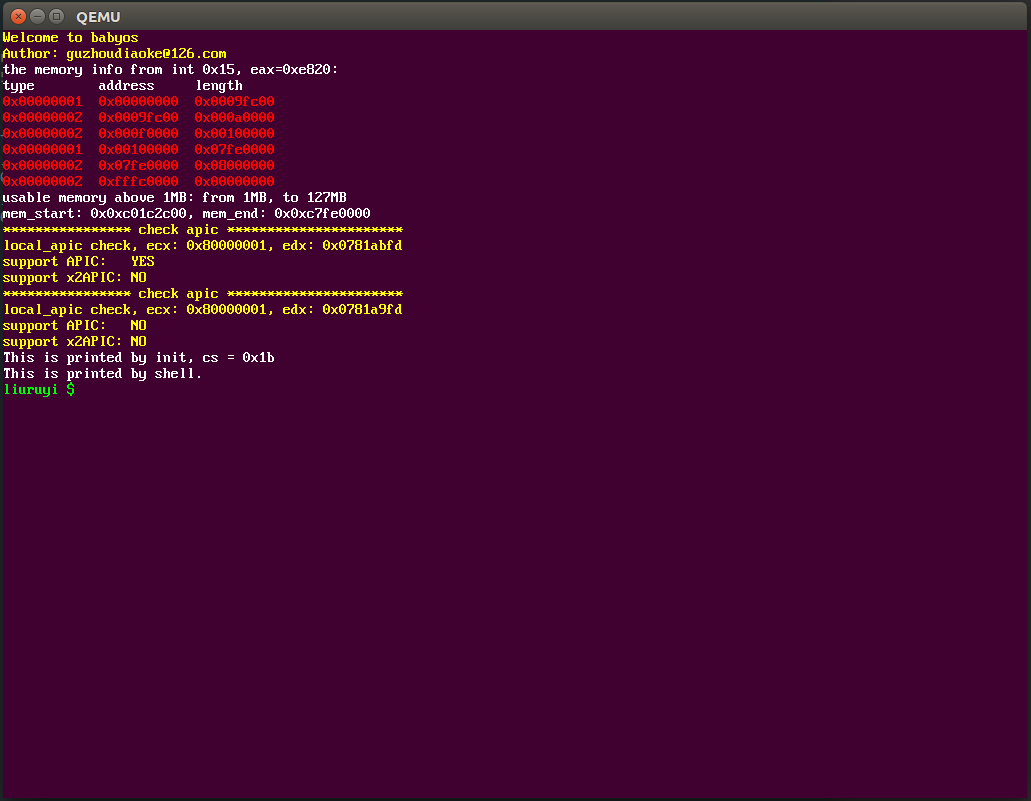 QEMU
Welcome to babyos
Author: guzhoudiaoke@126.com
the memory info from int 0x15, eax=0xe820:
type        address     length
0x00000001  0x00000000  0x0009fc00
0x00000002  0x0009fc00  0x000a0000
0x00000002  0x000f0000  0x00100000
0x00000001  0x00100000  0x07fe0000
0x00000002  0x07fe0000  0x08000000
0x00000002  0xfffc0000  0x00000000
usable memory above 1MB: from 1MB, to 127MB
mem_start: 0x0xc01c2c00, mem_end: 0x0xc7fe0000
**************** check apic **********************
local_apic check, ecx: 0x80000001, edx: 0x0781abfd
support APIC:   YES
support x2APIC: NO
**************** check apic **********************
local_apic check, ecx: 0x80000001, edx: 0x0781a9fd
support APIC:   NO
support x2APIC: NO
This is printed by init, cs = 0x1b
This is printed by shell.
liuruyi $